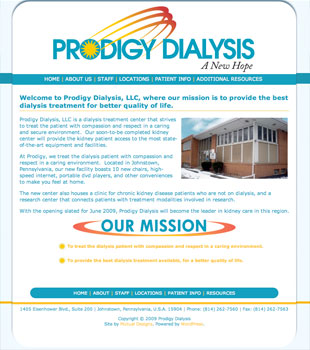 PRODIGY DIALYSIS
A New Hope
HOME | ABOUT US | STAFF | LOCATIONS | PATIENT INFO | ADDITIONAL RESOURCES
Welcome to Prodigy Dialysis, LLC, where our mission is to provide the best
dialysis treatment for better quality of life.
Prodigy Dialysis, LLC is a dialysis treatment center that strives
to treat the patient with compassion and respect in a caring
and secure environment. Our soon-to-be completed kidney
center will provide the kidney patient access to the most state-
of-the-art equipment and facilities.
At Prodigy, we treat the dialysis patient with compassion and
respect in a caring environment. Located in Johnstown,
Pennsylvania, our new facility boasts 10 new chairs, high-
speed internet, portable dvd players, and other conveniences
to make you feel at home.
The new center also houses a clinic for chronic kidney disease patients who are not on dialysis, and a
research center that connects patients with treatment modalities involved in research.
With the opening slated for June 2009, Prodigy Dialysis will become the leader in kidney care in this region.
OUR MISSION
To treat the dialysis patient with compassion and respect in a caring environment.
To provide the best dialysis treatment available, for a better quality of life.
HOME | ABOUT | STAFF | LOCATIONS | PATIENT INFO | RESOURCES
1425 Eisenhower Blvd., Suite 200 | Johnstown, Pennsylvania, U.S.A. 15904 | Phone: (814) 262-7560 | Fax: (814) 262-7563
Copyright © 2009 Prodigy Dialysis
Site by Mutual Designs. Powered by WordPress.